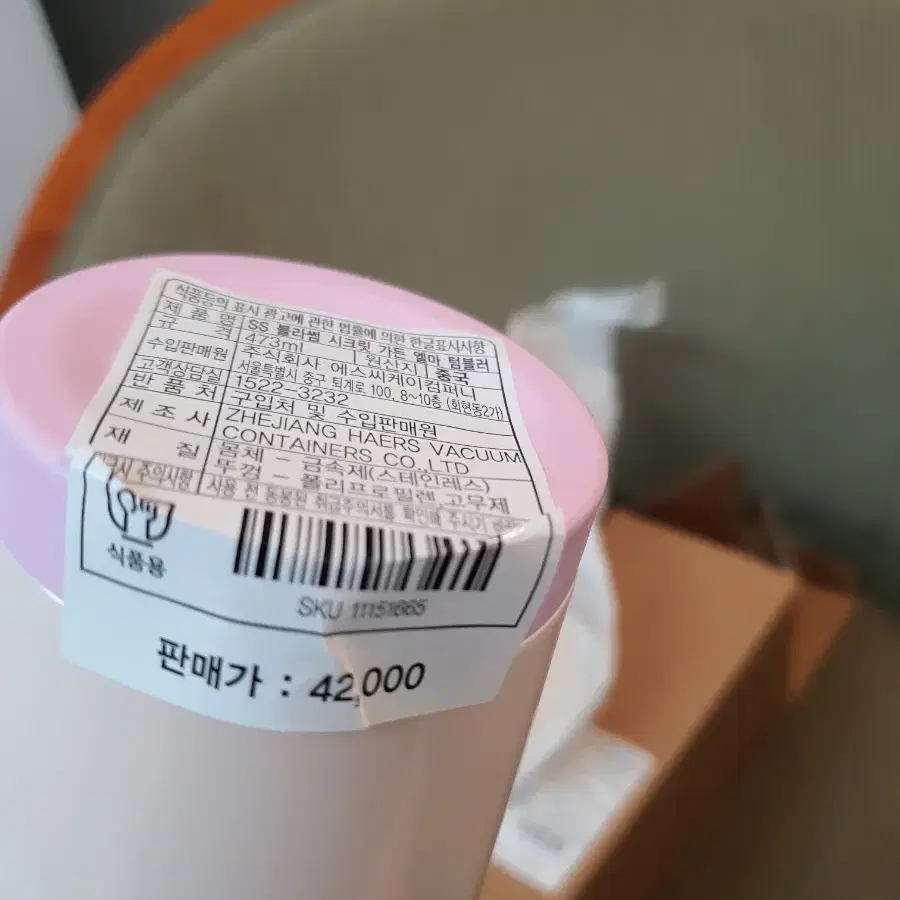 식품등의 표시 광고에 관한 법률에 의한 한글표시사항
제 품 명 SS 블라썸 시크릿 가든 엘마 텀블러
규 격 473ml 원산지 중국
수입판매원 주식회사 에스씨케이컴퍼니
서울특별시 중구 퇴계로 100, 8~10층 (회현동2가)
고객상담실 1522-3232
반 품 처 구입처 및 수입판매원
제 조 사 ZHEJIANG HAERS VACUUM
CONTAINERS CO.,LTD
재 질 몸체 - 금속제(스테인레스)
뚜껑 - 폴리프로필렌, 고무제
주의사항 사용 전 동봉된 취급주의서를 확인해 주시기
식품용
SKU 11151665
판매가 : 42,000